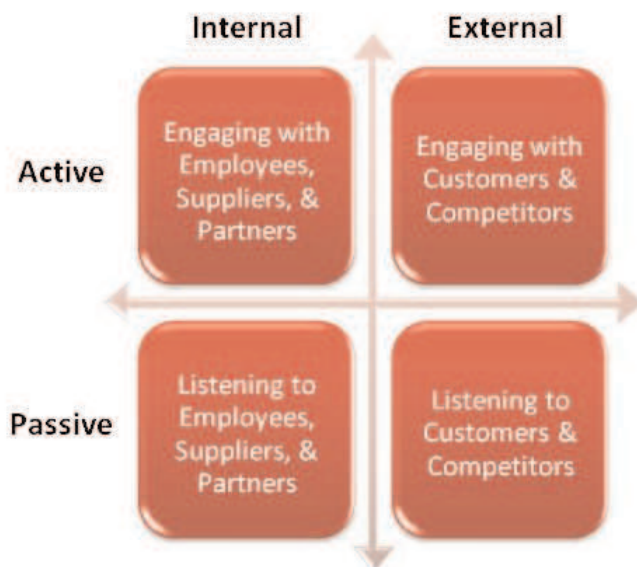 Internal
External
Active
Engaging with
Employees,
Suppliers, &
Partners
Engaging with
Customers &
Competitors
Passive
Listening to
Employees,
Suppliers, &
Partners
Listening to
Customers &
Competitors